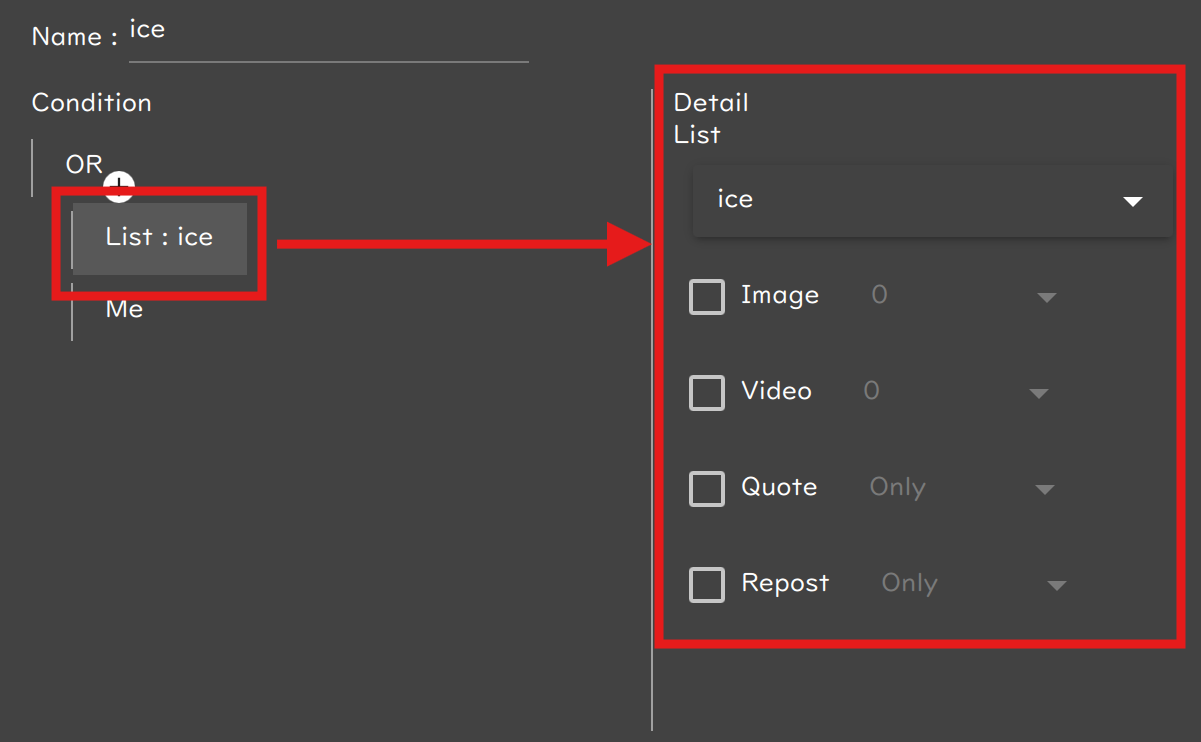 Name : ice
Condition
OR
List : ice
Me
Detail
List
ice
Image 0
Video 0
Quote Only
Repost Only